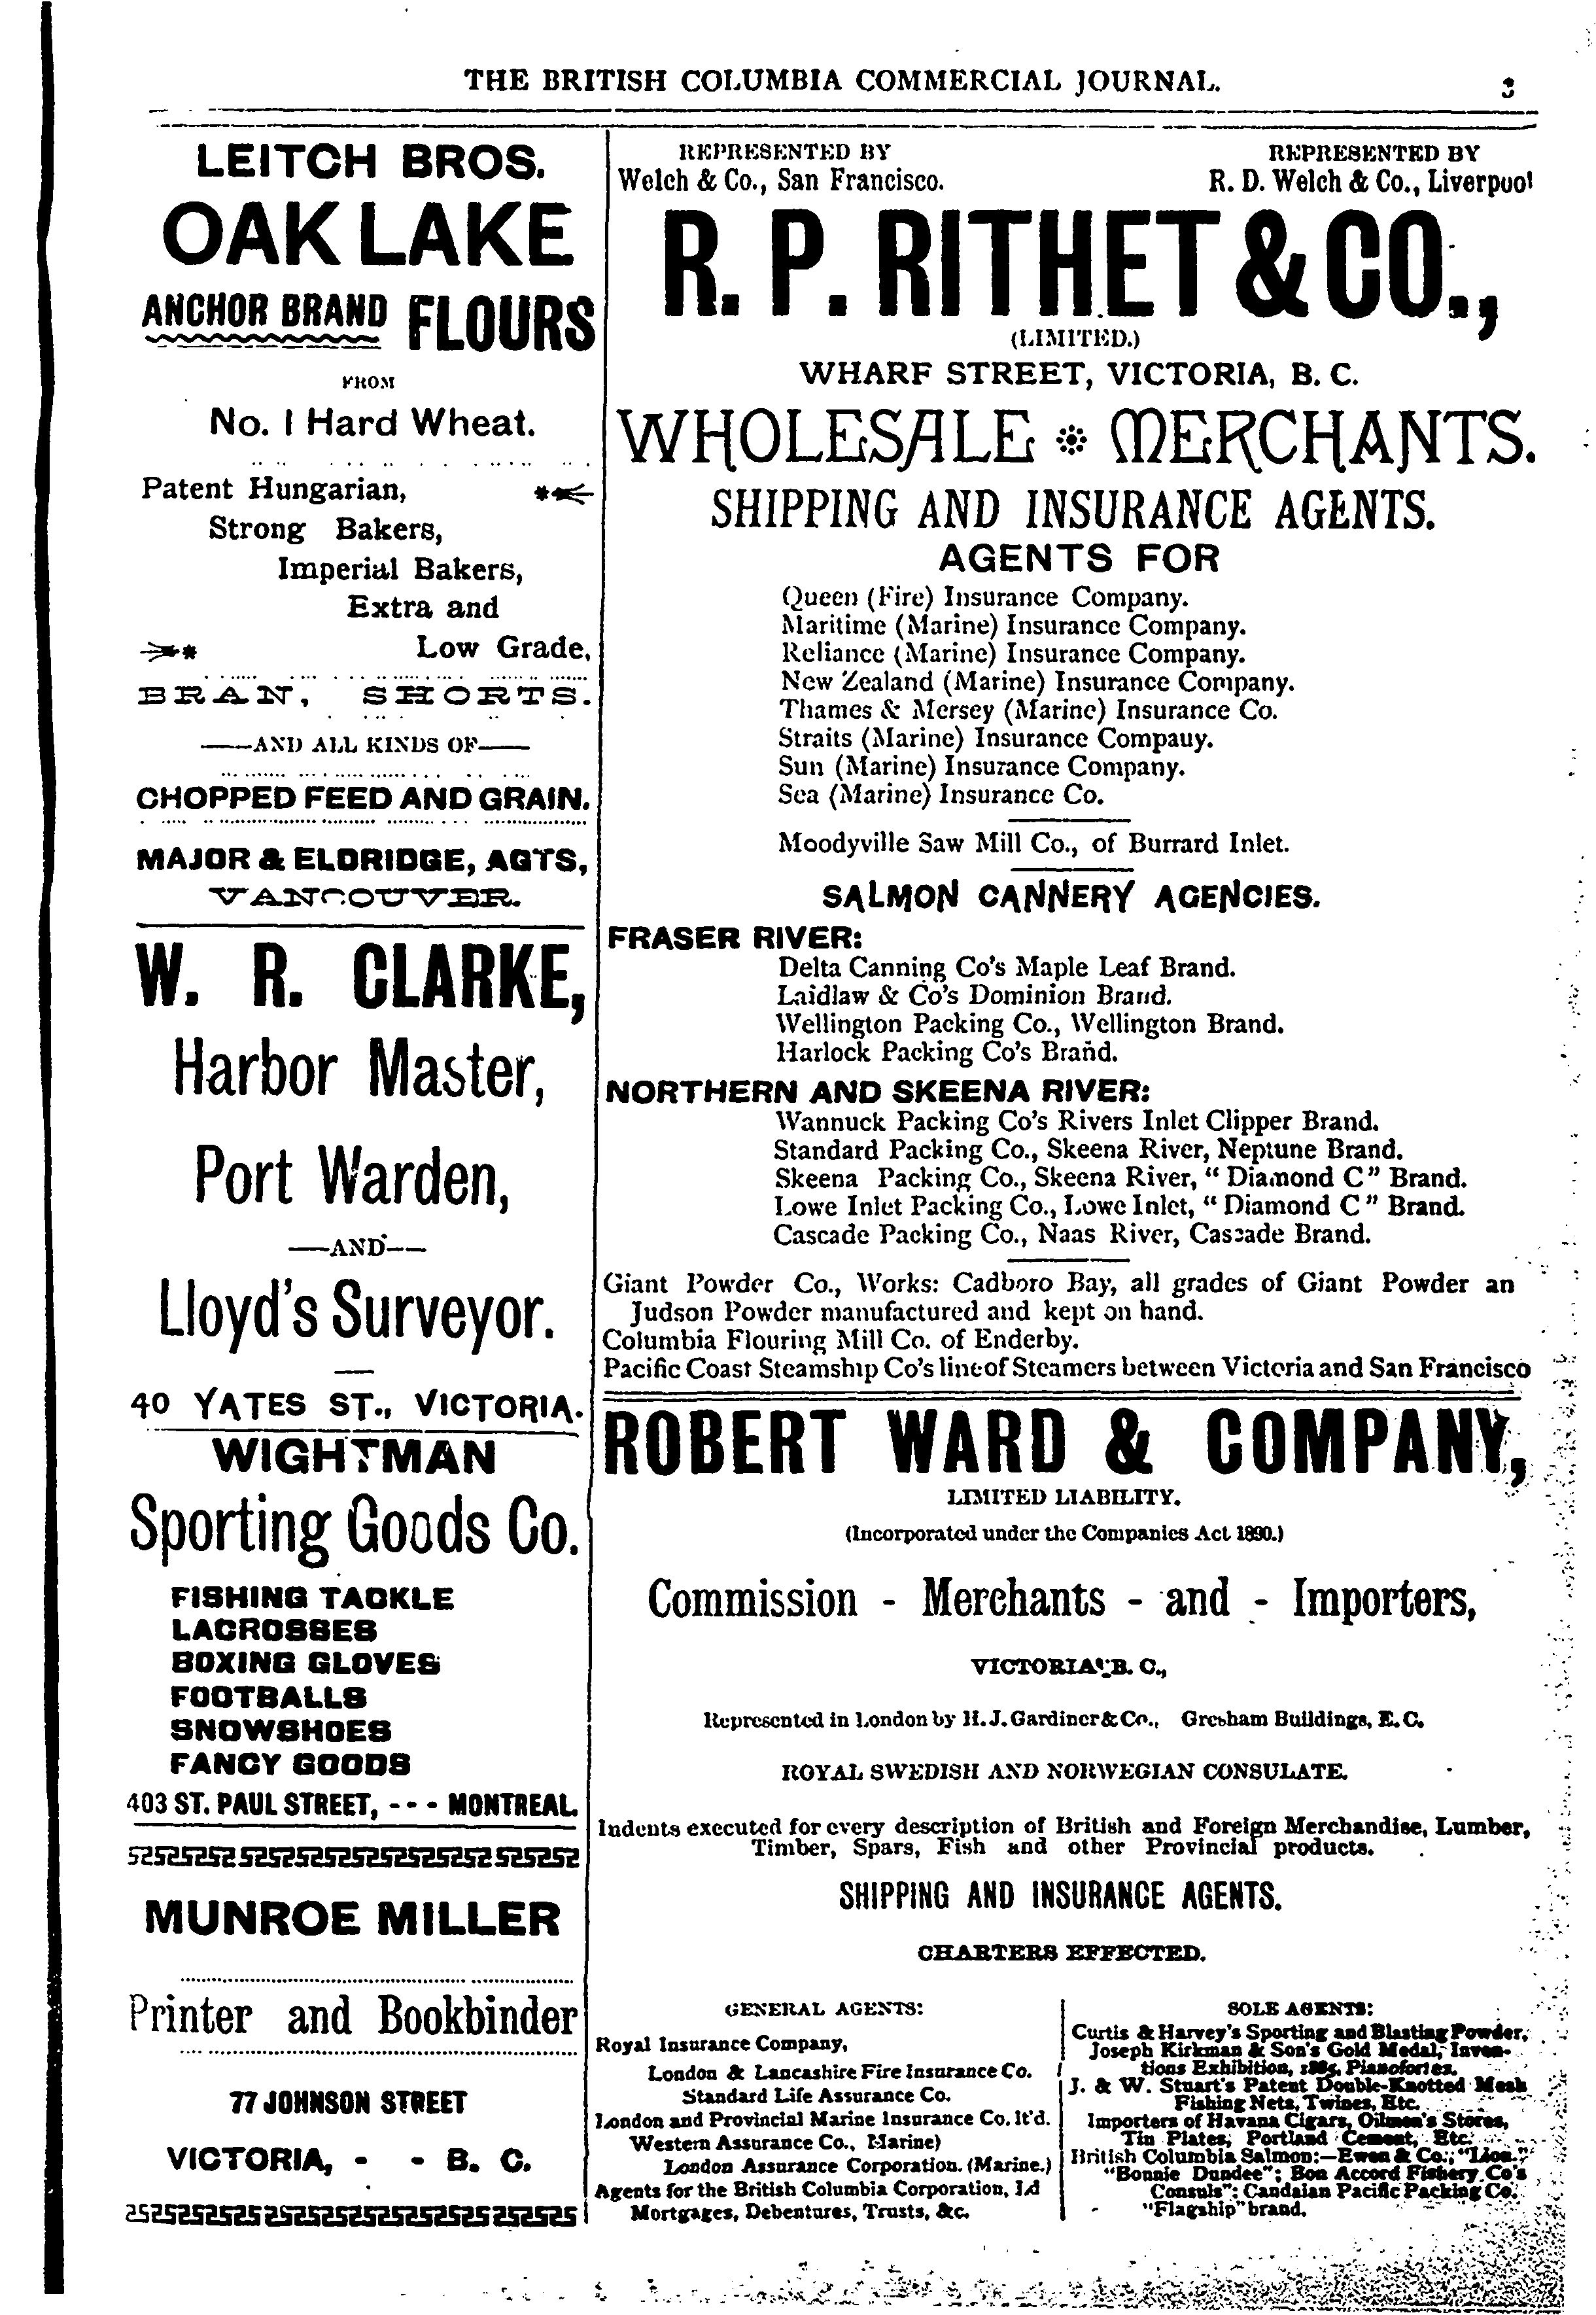 THE BRITISH COLUMBIA COMMERCIAL JOURNAL.
3
LEITCH BROS.
OAK LAKE
ANCHOR BRAND FLOURS
FROM
No. 1 Hard Wheat.
Patent Hungarian,
Strong Bakers,
Imperial Bakers,
Extra and
Low Grade,
BRAN, SHORTS.
—AND ALL KINDS OF—
CHOPPED FEED AND GRAIN.
MAJOR & ELDRIDGE, AGTS,
VANCOUVER.
W. R. CLARKE,
Harbor Master,
Port Warden,
—AND—
Lloyd's Surveyor.
40 YATES ST., VICTORIA.
WIGHTMAN
Sporting Goods Co.
FISHING TACKLE
LACROSSES
BOXING GLOVES
FOOTBALLS
SNOWSHOES
FANCY GOODS
403 ST. PAUL STREET, - - - MONTREAL.
MUNROE MILLER
Printer and Bookbinder
77 JOHNSON STREET
VICTORIA, - - B. C.
REPRESENTED BY
Welch & Co., San Francisco.
REPRESENTED BY
R. D. Welch & Co., Liverpool
R. P. RITHET & CO.,
(LIMITED.)
WHARF STREET, VICTORIA, B. C.
WHOLESALE MERCHANTS.
SHIPPING AND INSURANCE AGENTS.
AGENTS FOR
Queen (Fire) Insurance Company.
Maritime (Marine) Insurance Company.
Reliance (Marine) Insurance Company.
New Zealand (Marine) Insurance Company.
Thames & Mersey (Marine) Insurance Co.
Straits (Marine) Insurance Compauy.
Sun (Marine) Insurance Company.
Sea (Marine) Insurance Co.
Moodyville Saw Mill Co., of Burrard Inlet.
SALMON CANNERY AGENCIES.
FRASER RIVER:
Delta Canning Co's Maple Leaf Brand.
Laidlaw & Co's Dominion Brand.
Wellington Packing Co., Wellington Brand.
Harlock Packing Co's Brand.
NORTHERN AND SKEENA RIVER:
Wannuck Packing Co's Rivers Inlet Clipper Brand.
Standard Packing Co., Skeena River, Neptune Brand.
Skeena Packing Co., Skeena River, "Diamond C" Brand.
Lowe Inlet Packing Co., Lowe Inlet, "Diamond C" Brand.
Cascade Packing Co., Naas River, Cascade Brand.
Giant Powder Co., Works: Cadboro Bay, all grades of Giant Powder an
Judson Powder manufactured and kept on hand.
Columbia Flouring Mill Co. of Enderby.
Pacific Coast Steamship Co's line of Steamers between Victoria and San Francisco
ROBERT WARD & COMPANY,
LIMITED LIABILITY.
(Incorporated under the Companies Act 1890.)
Commission - Merchants - and - Importers,
VICTORIA, B. C.,
Represented in London by H. J. Gardiner & Co., Gresham Buildings, E. C.
ROYAL SWEDISH AND NORWEGIAN CONSULATE.
Indents executed for every description of British and Foreign Merchandise, Lumber,
Timber, Spars, Fish and other Provincial products.
SHIPPING AND INSURANCE AGENTS.
CHARTERS EFFECTED.
GENERAL AGENTS:
Royal Insurance Company,
London & Lancashire Fire Insurance Co.
Standard Life Assurance Co.
London and Provincial Marine Insurance Co. lt'd.
Western Assurance Co., Marine)
London Assurance Corporation. (Marine.)
Agents for the British Columbia Corporation, Ld
Mortgages, Debentures, Trusts, &c.
SOLE AGENTS:
Curtis & Harvey's Sporting and Blasting Powder,
Joseph Kirkman & Son's Gold Medal, Inven-
tions Exhibition, 1885, Pianofortes.
J. & W. Stuart's Patent Double-Knotted Mesh
Fishing Nets, Twines, Etc.
Importers of Havana Cigars, Oilmen's Stores,
Tin Plates, Portland Cement, Etc.
British Columbia Salmon:—Ewen & Co.; "Lion,"
"Bonnie Dundee"; Bon Accord Fishery Co's
Consuls"; Candaian Pacific Packing Co.
"Flagship" brand.